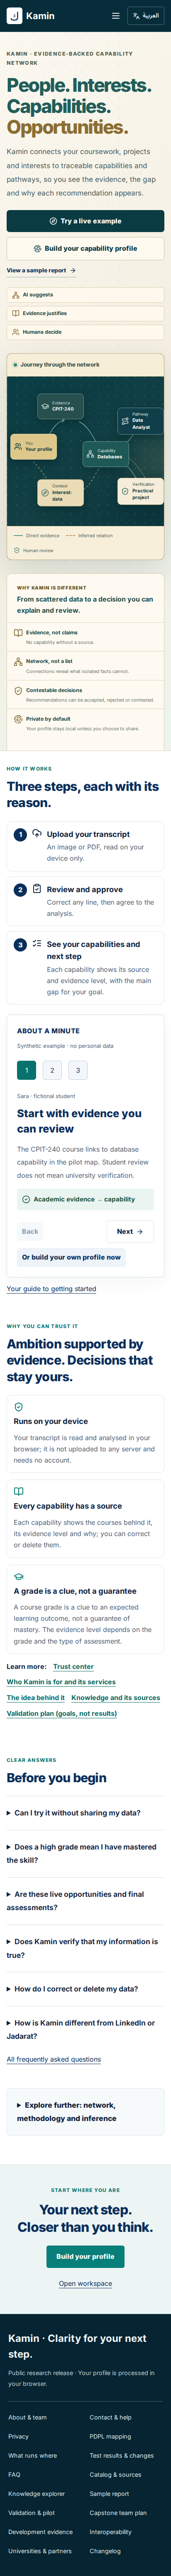 Kamin
العربية
KAMIN · EVIDENCE-BACKED CAPABILITY
NETWORK
People. Interests.
Capabilities.
Opportunities.
Kamin connects your coursework, projects
and interests to traceable capabilities and
paths, so you see the evidence, the gap
and why each recommendation appears.
Try a live example
Build your capability profile
View a sample report →
AI suggests
Evidence justifies
Humans decide
Journey through the network
Evidence
CPIT-240
Pathway
Data
Analyst
You
Your profile
Capability
Databases
Context
Interest:
data
Verification
Practical
project
Direct evidence
Inferred relation
Human review
WHY KAMIN IS DIFFERENT
From scattered data to a decision you can
explain and review.
Evidence, not claims
No capability without a source.
Network, not a list
Connections reveal what isolated facts cannot.
Contestable decisions
Recommendations can be accepted, rejected or corrected.
Private by default
Your profile stays local unless you choose to share.
HOW IT WORKS
Three steps, each with its
reason.
1
Upload your transcript
An image or PDF, read on your
device only.
2
Review and approve
Correct any line, then agree to the
analysis.
3
See your capabilities and
next step
Each capability shows its source
and evidence level, with the main
gap for your goal.
ABOUT A MINUTE
Synthetic example · no personal data
1
2
3
Sara · fictional student
Start with evidence you
can review
The CPIT-240 course links to database
capability in the pilot map. Student review
does not mean university verification.
Academic evidence → capability
Back
Next →
Or build your own profile now
Your guide to getting started
WHY YOU CAN TRUST IT
Ambition supported by
evidence. Decisions that
stay yours.
Runs on your device
Your transcript is read and analysed in your
browser; it is not uploaded to any server and
needs no account.
Every capability has a source
Each capability shows the courses behind it,
its evidence level and why; you can correct
or delete them.
A grade is a clue, not a guarantee
A course grade is a clue to an expected
learning outcome, not a guarantee of
mastery. The evidence level depends on the
grade and the type of assessment.
Learn more: Trust center
Who Kamin is for and its services
The idea behind it Knowledge and its sources
Validation plan (goals, not results)
CLEAR ANSWERS
Before you begin
Can I try it without sharing my data?
Does a high grade mean I have mastered
the skill?
Are these live opportunities and final
assessments?
Does Kamin verify that my information is
true?
How do I correct or delete my data?
How is Kamin different from LinkedIn or
Jadarat?
All frequently asked questions
Explore further: network,
methodology and inference
START WHERE YOU ARE
Your next step.
Closer than you think.
Build your profile
Open workspace
Kamin · Clarity for your next
step.
Public research release · Your profile is processed in
your browser.
About & team
Contact & help
Privacy
PDPL mapping
What runs where
Test results & changes
FAQ
Catalog & sources
Knowledge explorer
Sample report
Validation & pilot
Capstone team plan
Development evidence
Interoperability
Universities & partners
Changelog